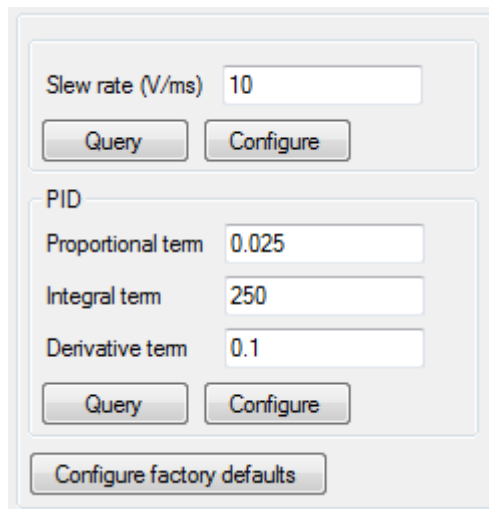 Slew rate (V/ms) 10
Query Configure
PID
Proportional term 0.025
Integral term 250
Derivative term 0.1
Query Configure
Configure factory defaults